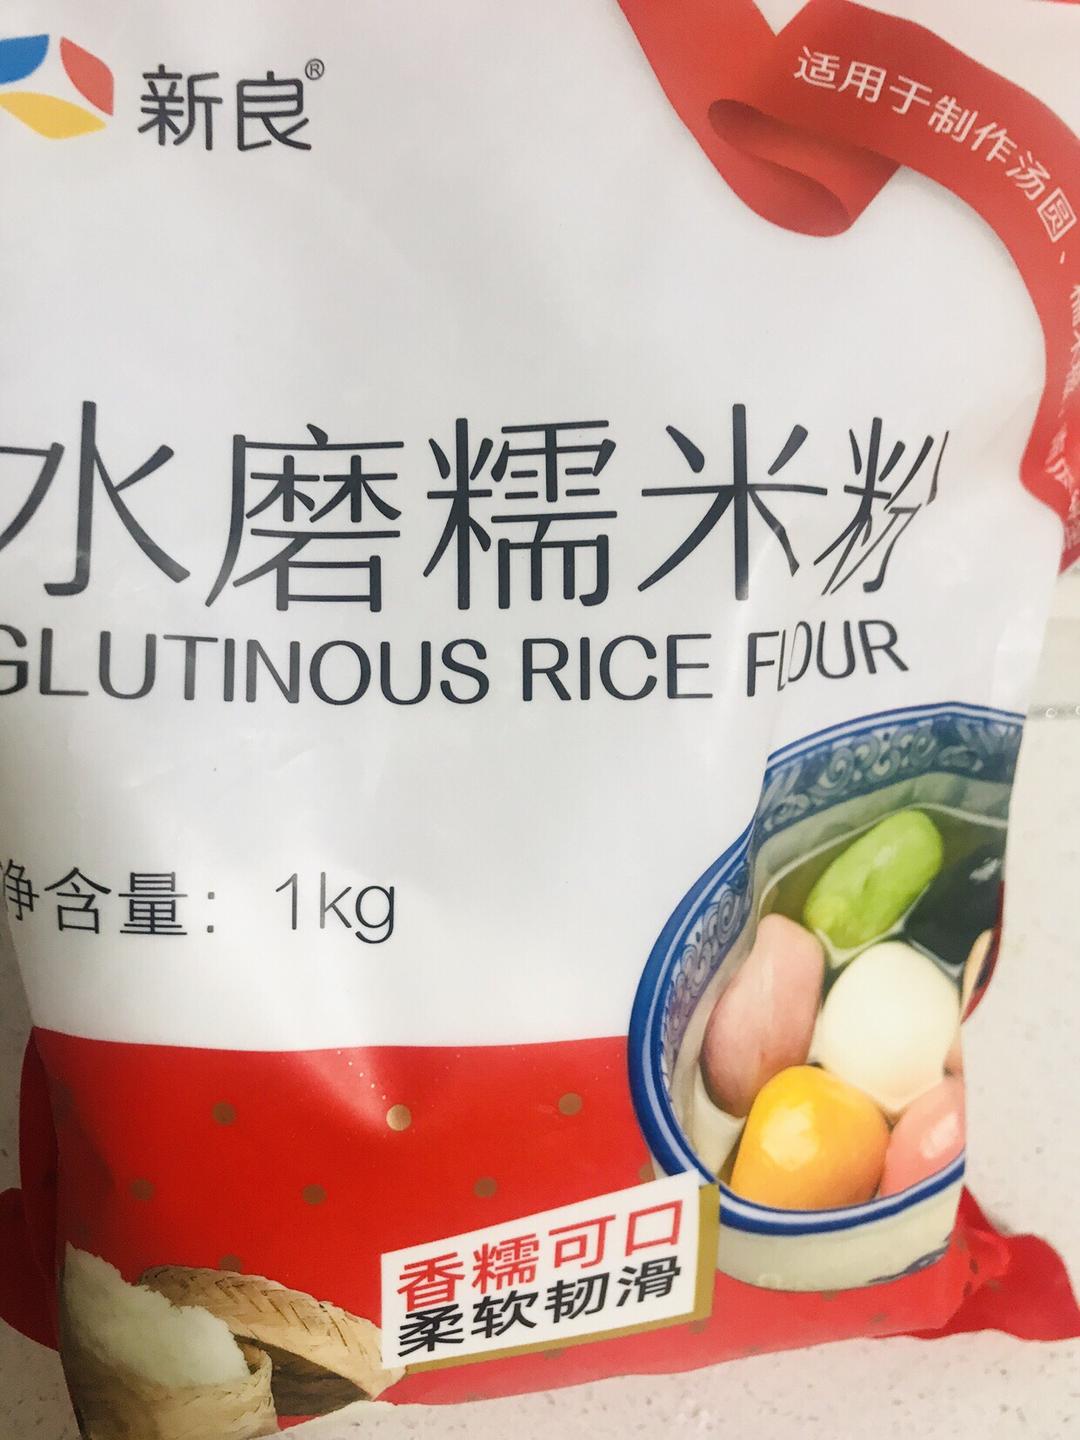 新良®
适用于制作汤圆、
水磨糯米粉
GLUTINOUS RICE FLOUR
净含量：1kg
香糯可口
柔软韧滑